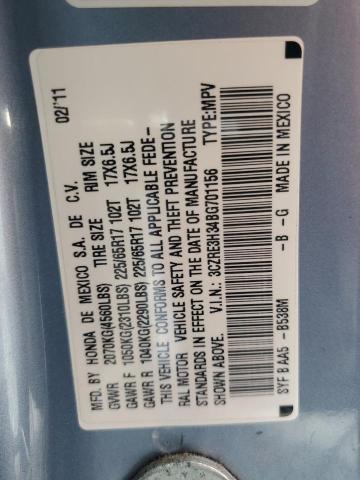 MFD. BY HONDA DE MEXICO S.A. DE C.V. 02/'11
TIRE SIZE RIM SIZE
GVWR 2070KG(4560LBS)
GAWR F 1050KG(2310LBS) 225/65R17 102T 17X6.5J
GAWR R 1040KG(2290LBS) 225/65R17 102T 17X6.5J
THIS VEHICLE CONFORMS TO ALL APPLICABLE FEDE-
RAL MOTOR VEHICLE SAFETY AND THEFT PREVENTION
STANDARDS IN EFFECT ON THE DATE OF MANUFACTURE
SHOWN ABOVE. V.I.N.: 3CZRE3H34BG701156 TYPE:MPV
SYF B AA5 -B538M -B -G MADE IN MEXICO